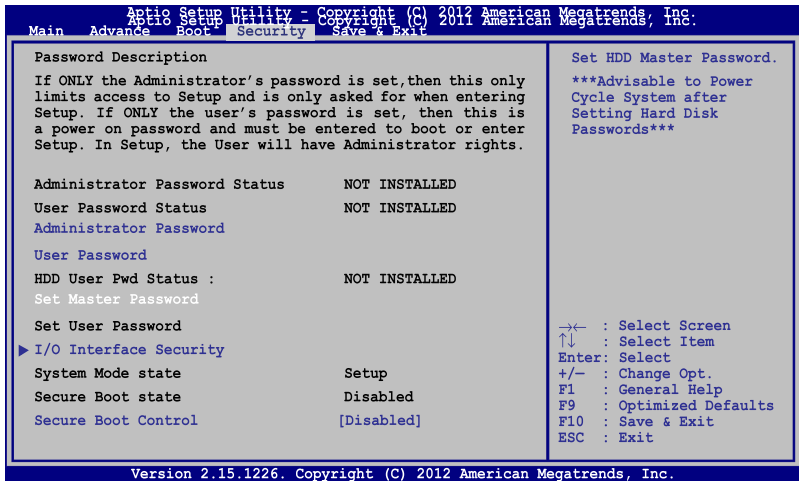 Aptio Setup Utility - Copyright (C) 2012 American Megatrends, Inc.
Aptio Setup Utility - Copyright (C) 2011 American Megatrends, Inc.
Main Advance Boot Security Save & Exit
Password Description
If ONLY the Administrator's password is set,then this only
limits access to Setup and is only asked for when entering
Setup. If ONLY the user's password is set, then this is
a power on password and must be entered to boot or enter
Setup. In Setup, the User will have Administrator rights.
Administrator Password Status NOT INSTALLED
User Password Status NOT INSTALLED
Administrator Password
User Password
HDD User Pwd Status : NOT INSTALLED
Set Master Password
Set User Password
I/O Interface Security
System Mode state Setup
Secure Boot state Disabled
Secure Boot Control [Disabled]
Set HDD Master Password.
***Advisable to Power
Cycle System after
Setting Hard Disk
Passwords***
→← : Select Screen
↑↓ : Select Item
Enter: Select
+/— : Change Opt.
F1 : General Help
F9 : Optimized Defaults
F10 : Save & Exit
ESC : Exit
Version 2.15.1226. Copyright (C) 2012 American Megatrends, Inc.